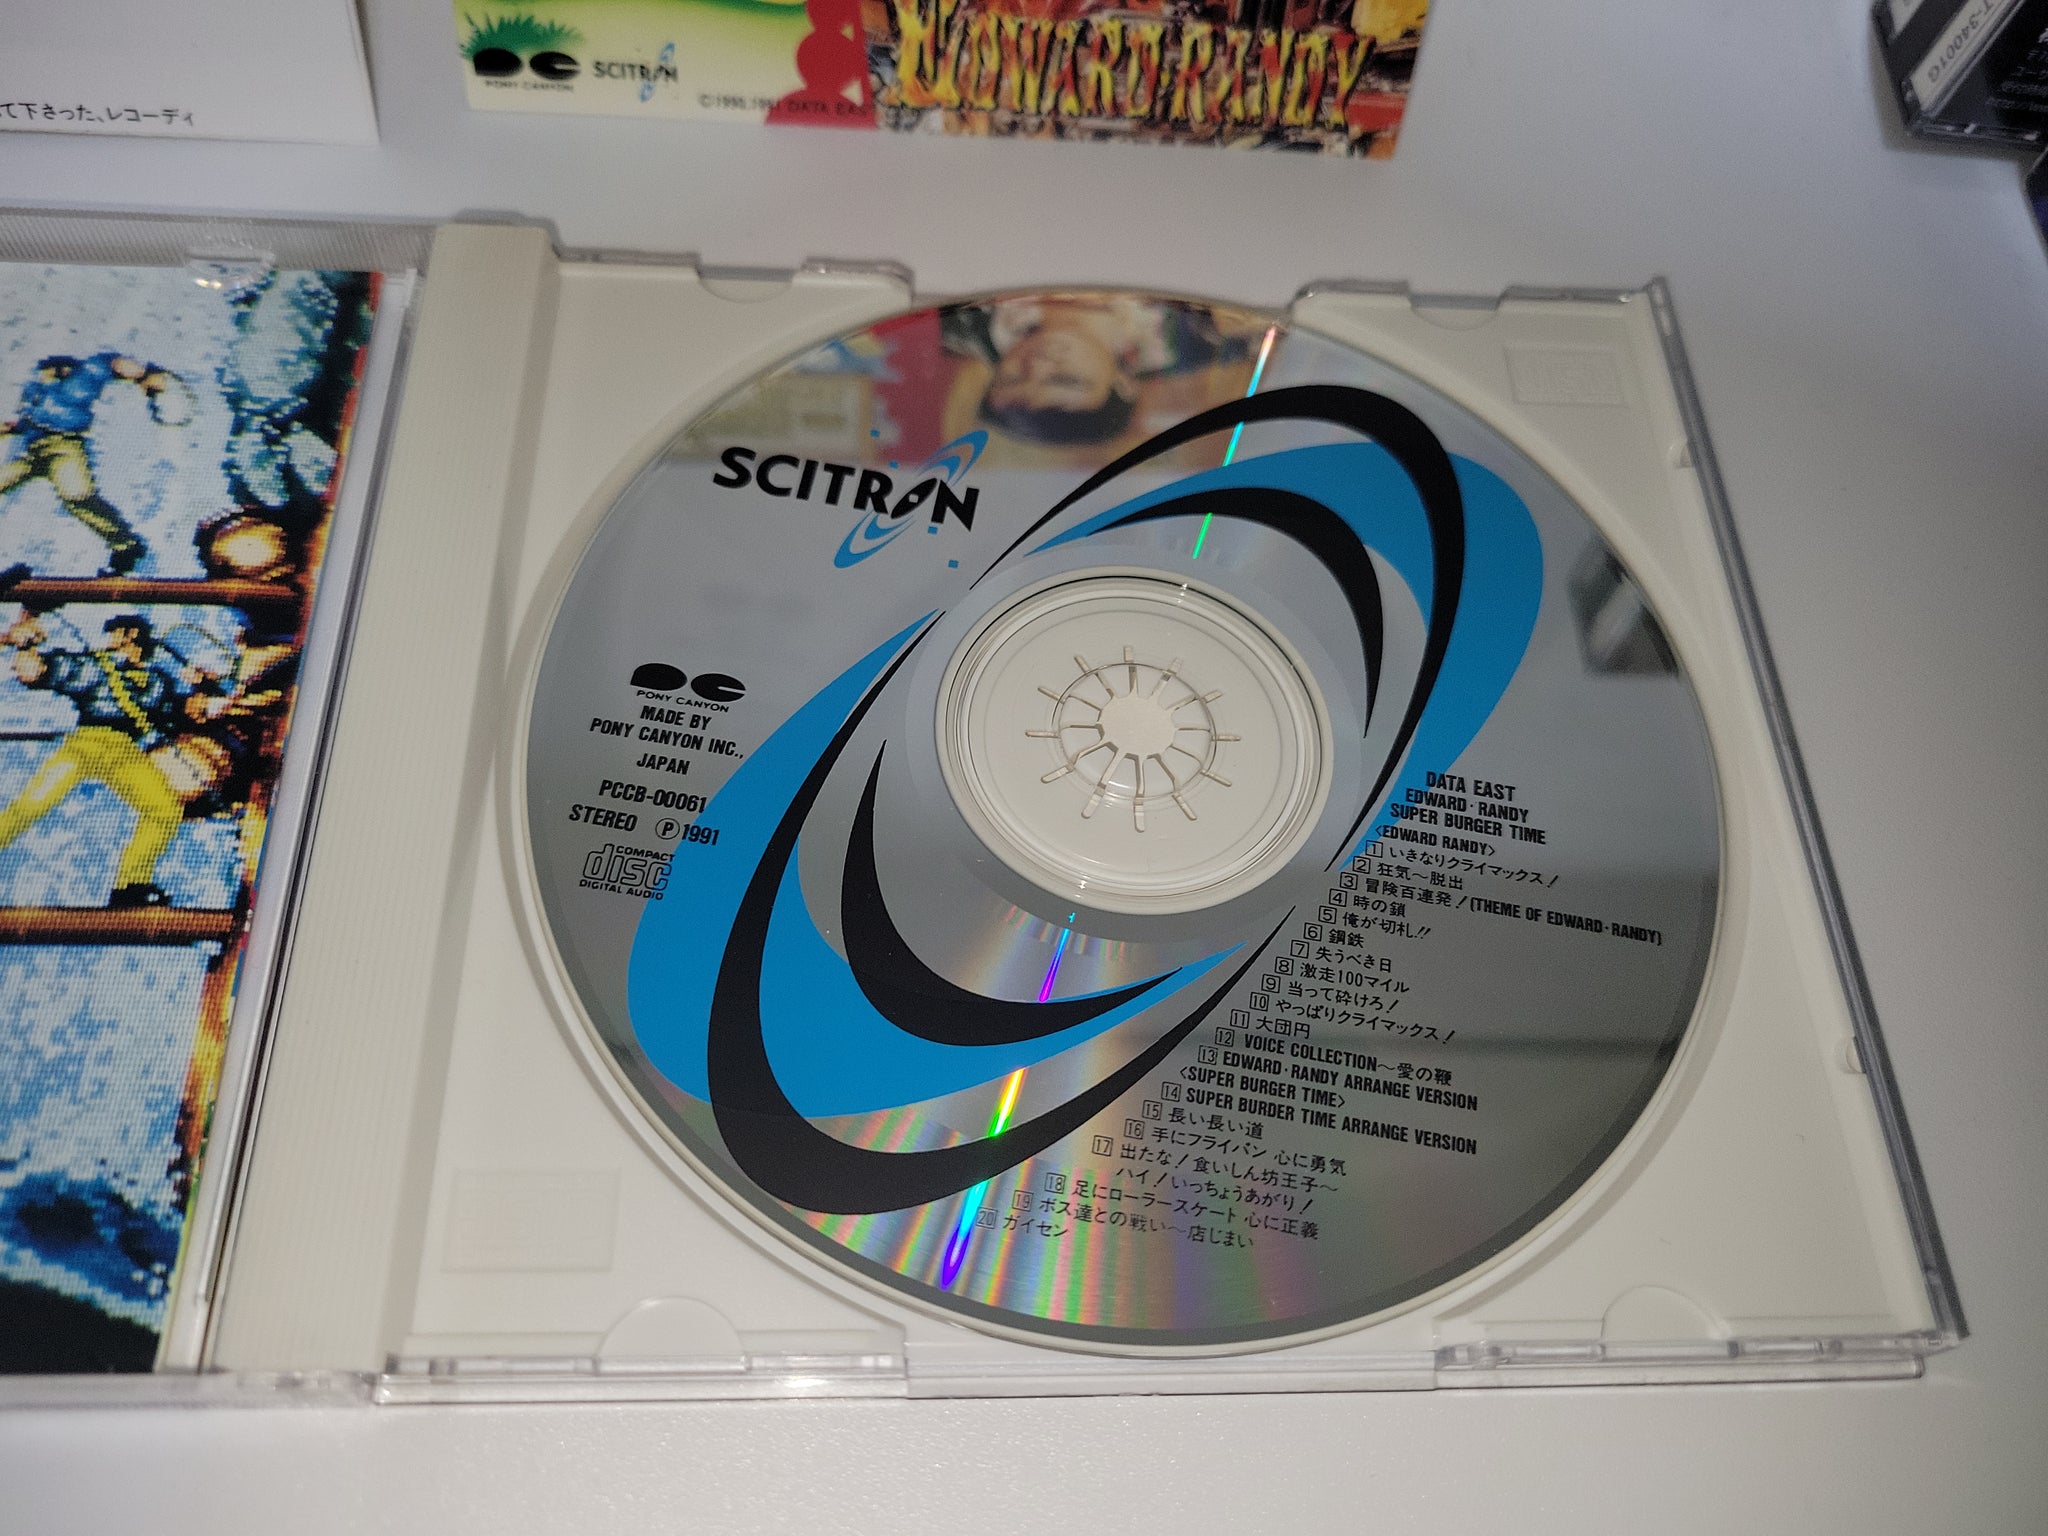 て下さった、レコーディ
PONY CANYON
SCITRON
©1990,1991 DATA EAS
EDWARD·RANDY
T-34001G
SCITRON
PONY CANYON
MADE BY
PONY CANYON INC.,
JAPAN
PCCB-00061
STEREO Ⓟ1991
COMPACT
disc
DIGITAL AUDIO
DATA EAST
EDWARD·RANDY
SUPER BURGER TIME
<EDWARD RANDY>
1 いきなりクライマックス!
2 狂気〜脱出
3 冒険百連発!(THEME OF EDWARD·RANDY)
4 時の鎖
5 俺が切札!!
6 鋼鉄
7 失うべき日
8 激走100マイル
9 当って砕けろ!
10 やっぱりクライマックス!
11 大団円
12 VOICE COLLECTION〜愛の鞭
13 EDWARD·RANDY ARRANGE VERSION
<SUPER BURGER TIME>
14 SUPER BURDER TIME ARRANGE VERSION
15 長い長い道
16 手にフライパン 心に勇気
17 出たな!食いしん坊王子〜
ハイ!いっちょうあがり!
18 足にローラースケート 心に正義
19 ボス達との戦い〜店じまい
20 ガイセン